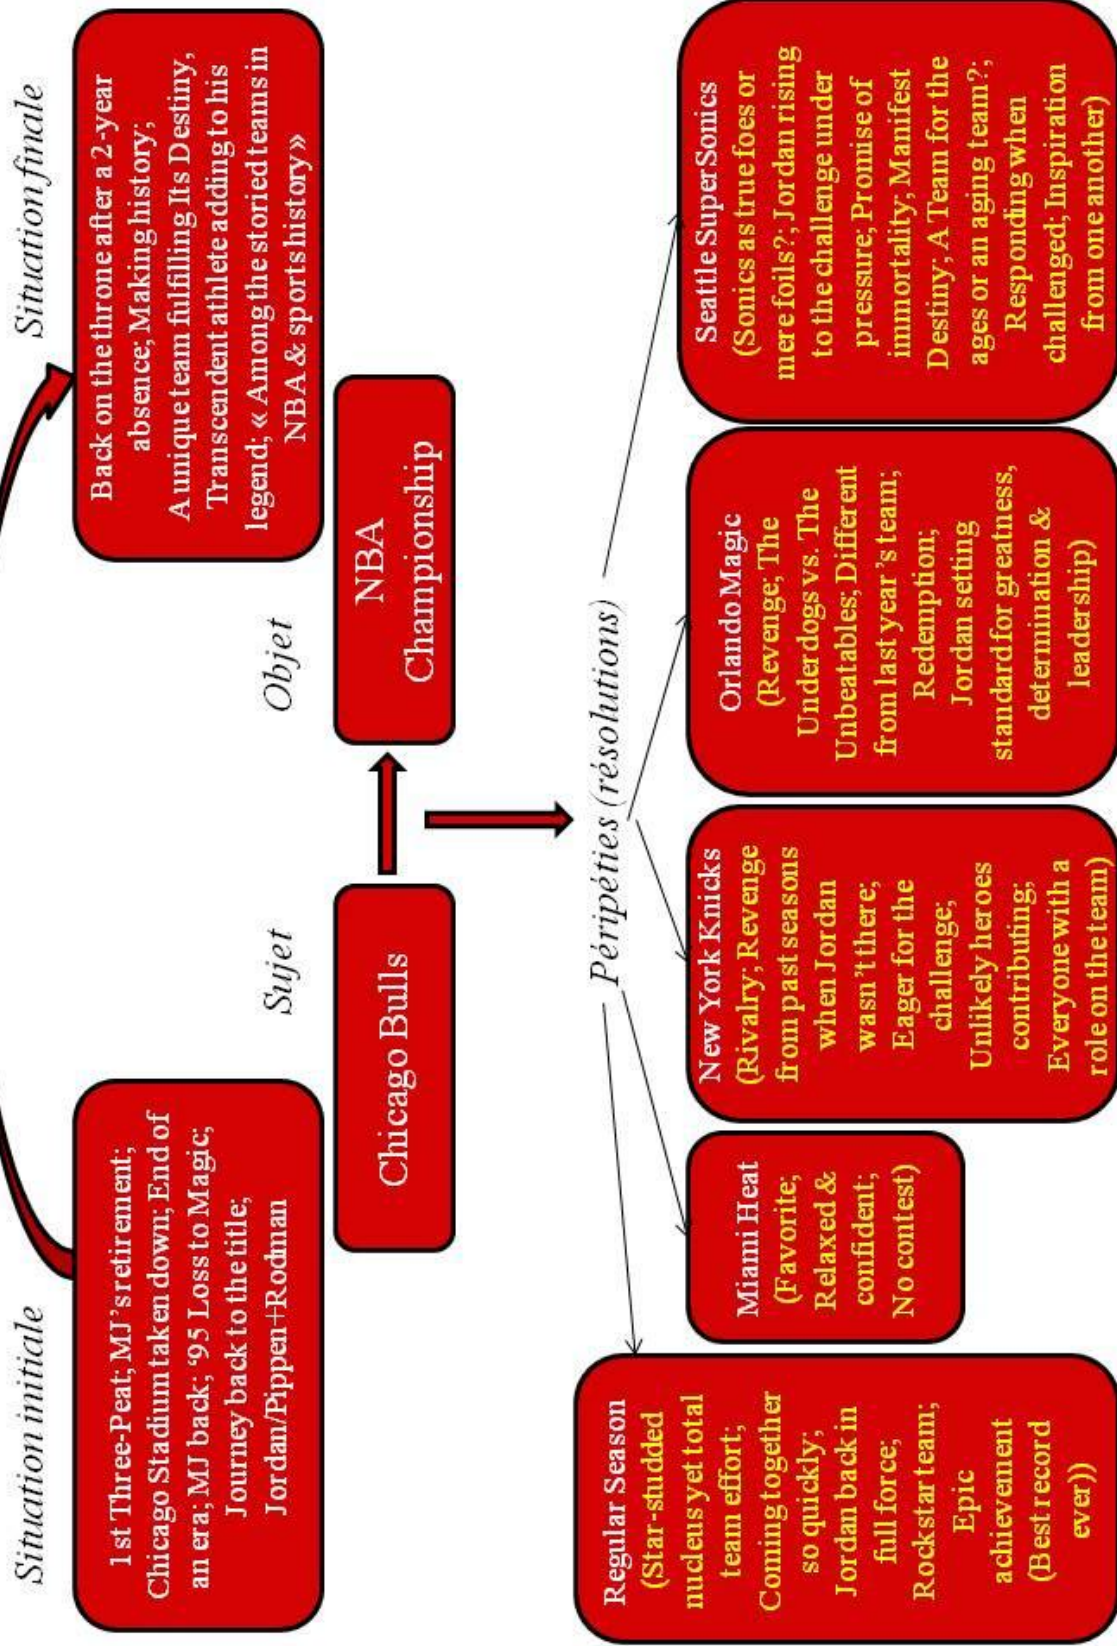 Situation initiale
1st Three-Peat; MJ’s retirement;
Chicago Stadium taken down; End of
an era; MJ back; ‘95 Loss to Magic;
Journey back to the title;
Jordan/Pippen+Rodman
Situation finale
Back on the throne after a 2-year
absence; Making history;
A unique team fulfilling Its Destiny,
Transcendent athlete adding to his
legend; « Among the storied teams in
NBA & sports history»
Sujet
Chicago Bulls
Objet
NBA
Championship
Péripéties (résolutions)
Regular Season
(Star-studded
nucleus yet total
team effort;
Coming together
so quickly;
Jordan back in
full force;
Rockstar team;
Epic
achievement
(Best record
ever))
Miami Heat
(Favorite;
Relaxed &
confident;
No contest)
New York Knicks
(Rivalry; Revenge
from past seasons
when Jordan
wasn’t there;
Eager for the
challenge;
Unlikely heroes
contributing;
Everyone with a
role on the team)
Orlando Magic
(Revenge; The
Underdogs vs. The
Unbeatables; Different
from last year’s team;
Redemption;
Jordan setting
standard for greatness,
determination &
leadership)
Seattle SuperSonics
(Sonics as true foes or
mere foils?; Jordan rising
to the challenge under
pressure; Promise of
immortality; Manifest
Destiny; A Team for the
ages or an aging team?;
Responding when
challenged; Inspiration
from one another)